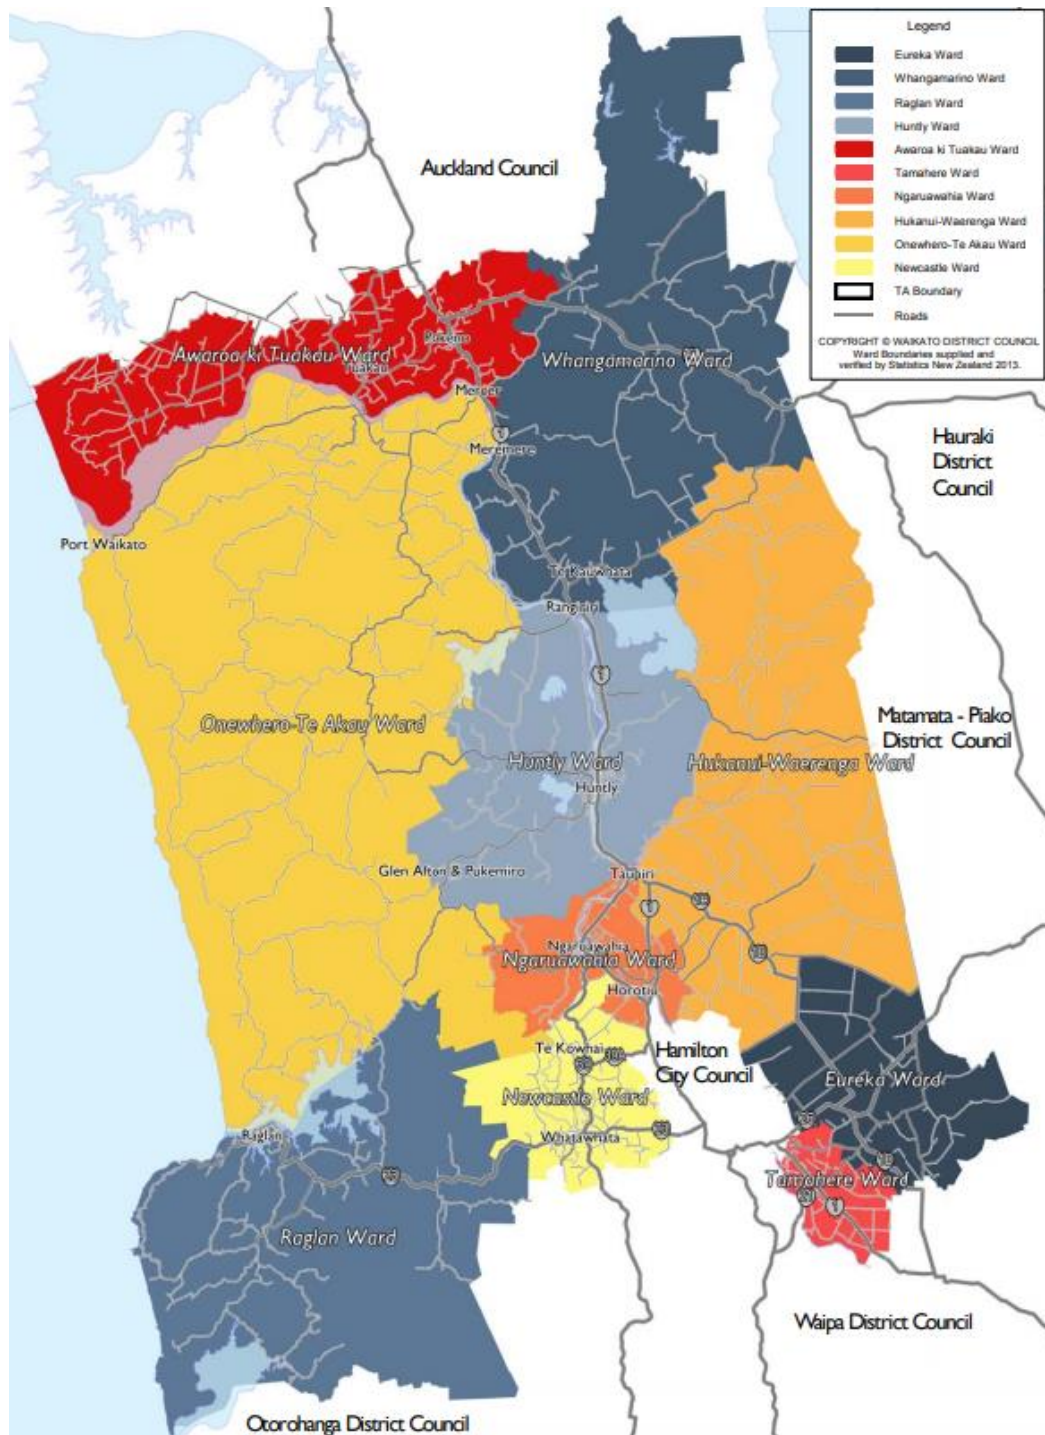 Legend
Eureka Ward
Whangamarino Ward
Raglan Ward
Huntly Ward
Awaroa ki Tuakau Ward
Tamahere Ward
Ngaruawahia Ward
Hukanui-Waerenga Ward
Onewhero-Te Akau Ward
Newcastle Ward
TA Boundary
Roads
COPYRIGHT © WAIKATO DISTRICT COUNCIL
Ward Boundaries supplied and
verified by Statistics New Zealand 2013.
Auckland Council
Pokeno
Awaroa ki Tuakau Ward
Tuakau
Whangamarino Ward
Mercer
Meremere
Hauraki
District
Council
Port Waikato
Te Kauwhata
Rangiriri
1
Onewhero-Te Akau Ward
Matamata - Piako
District Council
Huntly Ward
Hukanui-Waerenga Ward
Huntly
Glen Afton & Pukemiro
Taupiri
1
Ngaruawahia
Ngaruawahia Ward
Horotiu
Te Kowhai
Hamilton
City Council
Newcastle Ward
Eureka Ward
Raglan
Whatawhata
Tamahere Ward
1
Raglan Ward
Waipa District Council
Otorohanga District Council